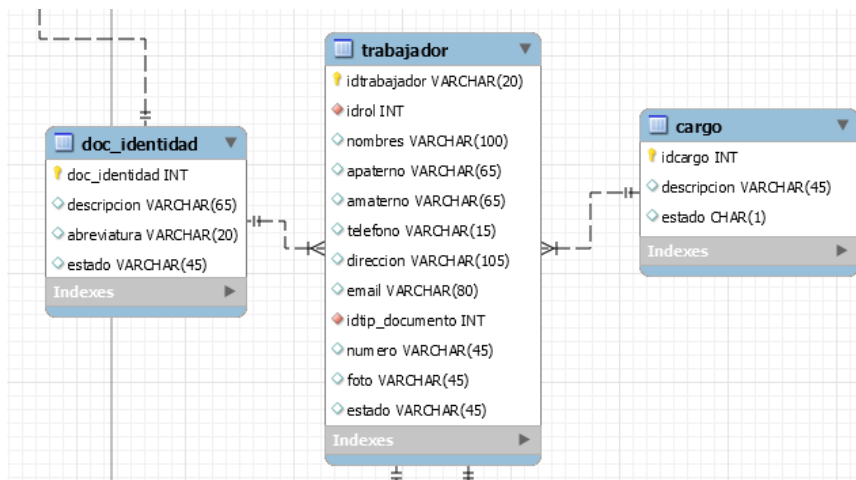 doc_identidad
doc_identidad INT
descripcion VARCHAR(65)
abreviatura VARCHAR(20)
estado VARCHAR(45)
Indexes
trabajador
idtrabajador VARCHAR(20)
idrol INT
nombres VARCHAR(100)
apaterno VARCHAR(65)
amaterno VARCHAR(65)
telefono VARCHAR(15)
direccion VARCHAR(105)
email VARCHAR(80)
idtip_documento INT
numero VARCHAR(45)
foto VARCHAR(45)
estado VARCHAR(45)
Indexes
cargo
idcargo INT
descripcion VARCHAR(45)
estado CHAR(1)
Indexes